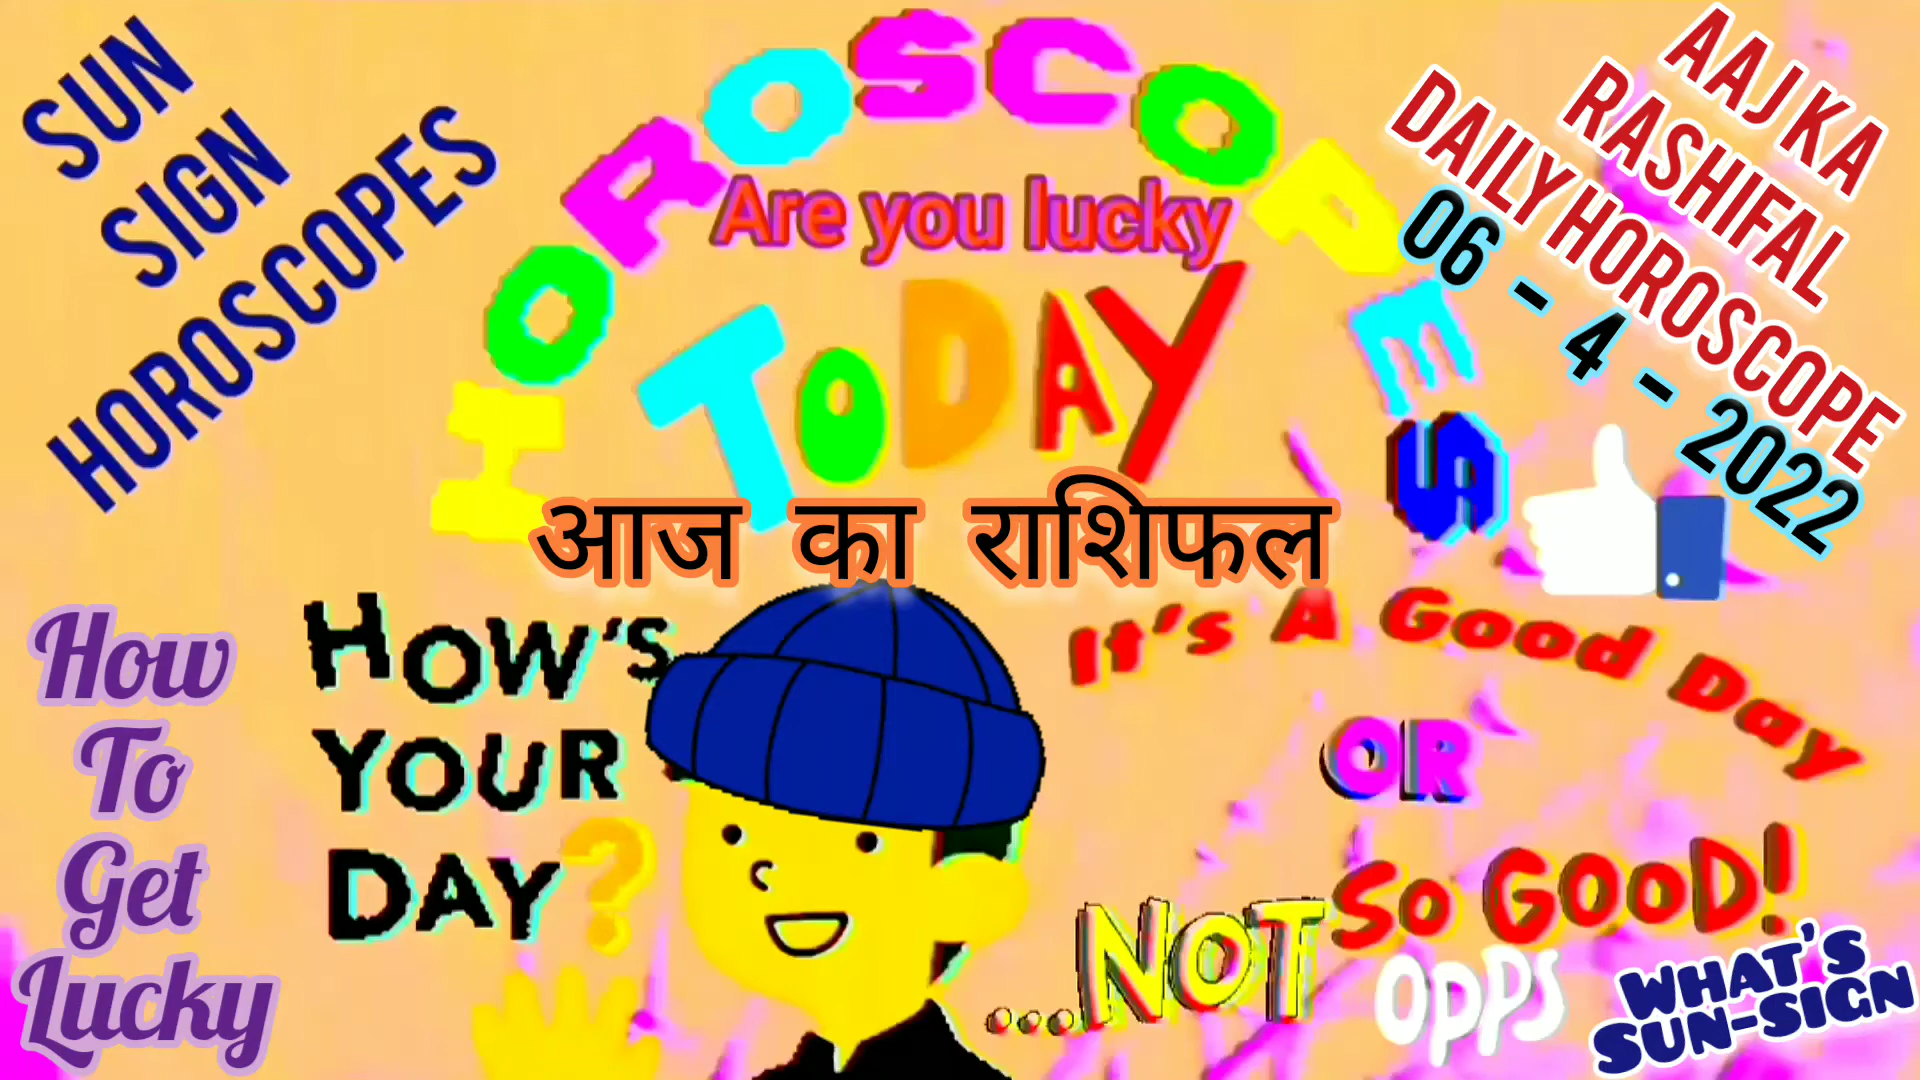 SUN
SIGN
HOROSCOPES
HOROSCOPES
Are you lucky
TODAY
आज का राशिफल
AAJ KA
RASHIFAL
DAILY HOROSCOPE
06 - 4 - 2022
How
To
Get
Lucky
HOW'S
YOUR
DAY?
It's A Good Day
OR
...NOT So GOOD!
OPPS
WHAT'S
SUN-SIGN